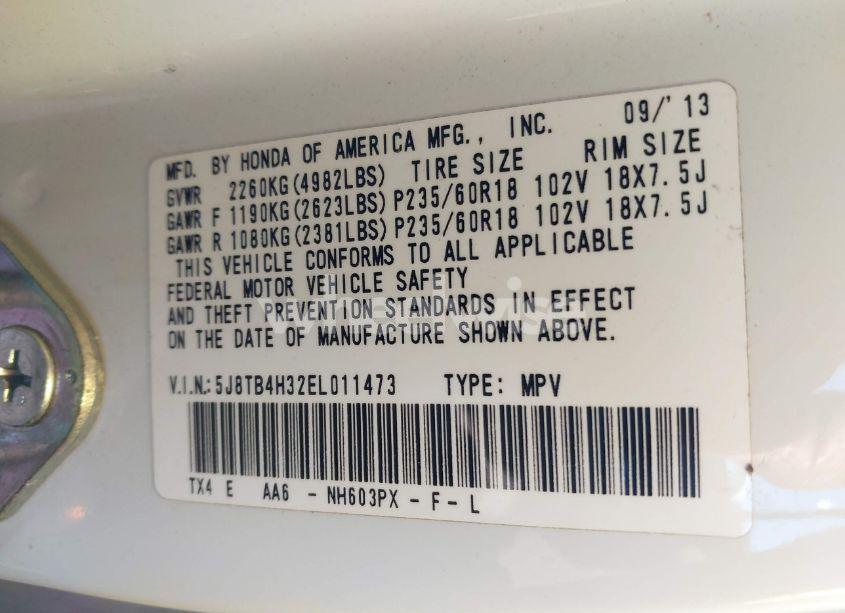 09/'13
MFD. BY HONDA OF AMERICA MFG., INC.
GVWR 2260KG(4982LBS) TIRE SIZE RIM SIZE
GAWR F 1190KG(2623LBS) P235/60R18 102V 18X7.5J
GAWR R 1080KG(2381LBS) P235/60R18 102V 18X7.5J
THIS VEHICLE CONFORMS TO ALL APPLICABLE
FEDERAL MOTOR VEHICLE SAFETY
AND THEFT PREVENTION STANDARDS IN EFFECT
ON THE DATE OF MANUFACTURE SHOWN ABOVE.
V.I.N.: 5J8TB4H32EL011473 TYPE: MPV
TX4 E AA6 - NH603PX - F - L